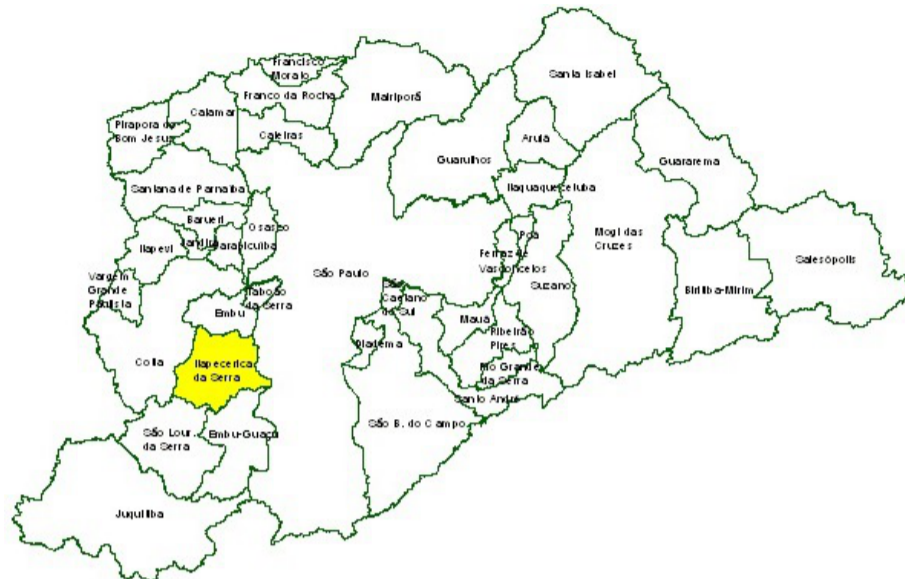 Francisco
Morato
Santa Isabel
Franco da Rocha
Mairiporã
Cajamar
Pirapora do
Bom Jesus
Caieiras
Arujá
Guarulhos
Guararema
Santana de Parnaíba
Itaquaquecetuba
Barueri
Osasco
Itapevi
Jandira
Carapicuíba
Poá
Mogi das
Cruzes
Ferraz de
Vasconcelos
Salesópolis
Vargem
Grande
Paulista
São Paulo
Suzano
Biritiba-Mirim
Taboão
da Serra
São
Caetano
do Sul
Embu
Mauá
Ribeirão
Pires
Diadema
Cotia
Itapecerica
da Serra
Rio Grande
da Serra
Santo André
São B. do Campo
São Lour.
da Serra
Embu-Guaçu
Juquitiba